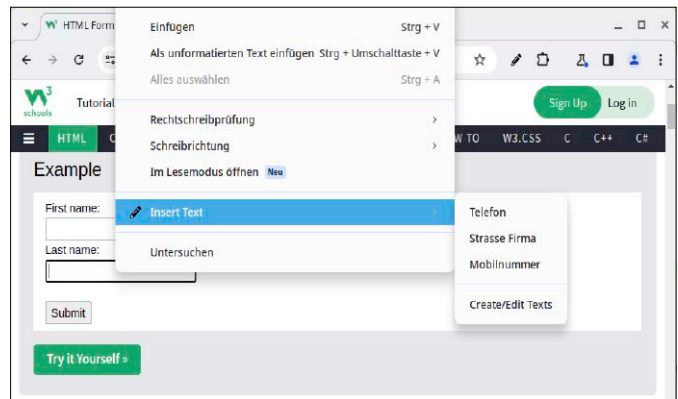 HTML Form
Einfügen Strg + V
Als unformatierten Text einfügen Strg + Umschalttaste + V
Alles auswählen Strg + A
Rechtschreibprüfung
Schreibrichtung
Im Lesemodus öffnen Neu
Insert Text
Untersuchen
Telefon
Strasse Firma
Mobilnummer
Create/Edit Texts
W3
schools
Tutorial
Sign Up
Log in
HTML
W TO W3.CSS C C++ C#
Example
First name:
Last name:
Submit
Try it Yourself »